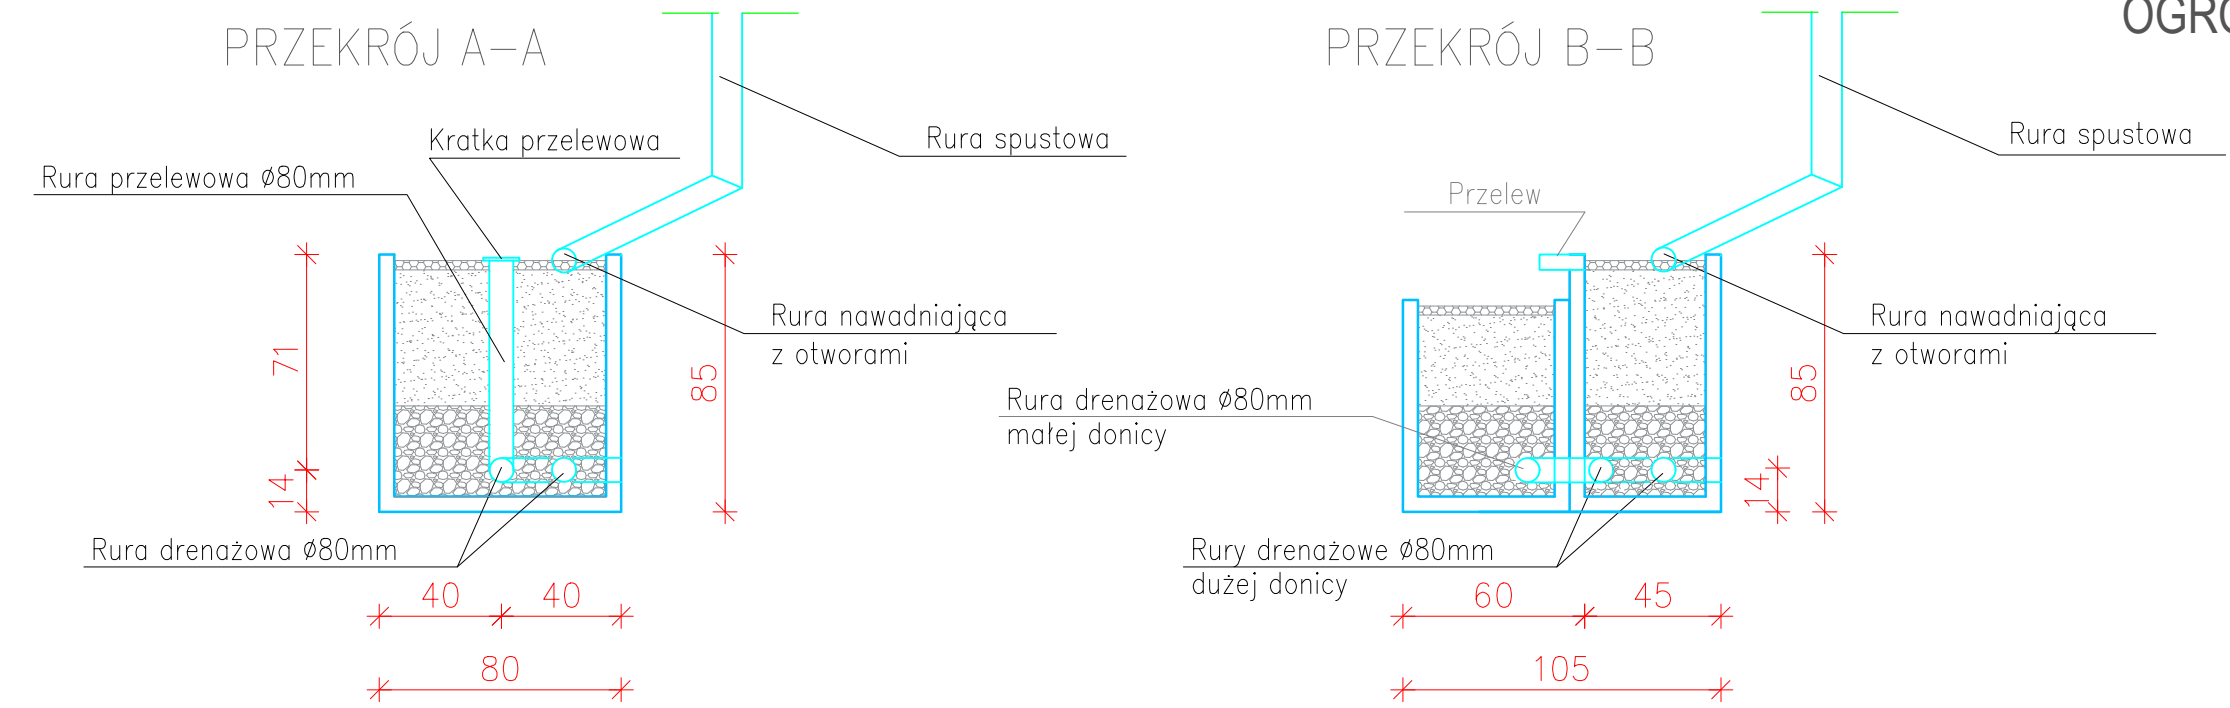 PRZEKRÓJ A-A
Kratka przelewowa
Rura spustowa
Rura przelewowa Ø80mm
Rura nawadniająca
z otworami
71
85
14
Rura drenażowa Ø80mm
40
40
80
PRZEKRÓJ B-B
Rura spustowa
Przelew
Rura nawadniająca
z otworami
85
Rura drenażowa Ø80mm
małej donicy
14
Rury drenażowe Ø80mm
dużej donicy
60
45
105